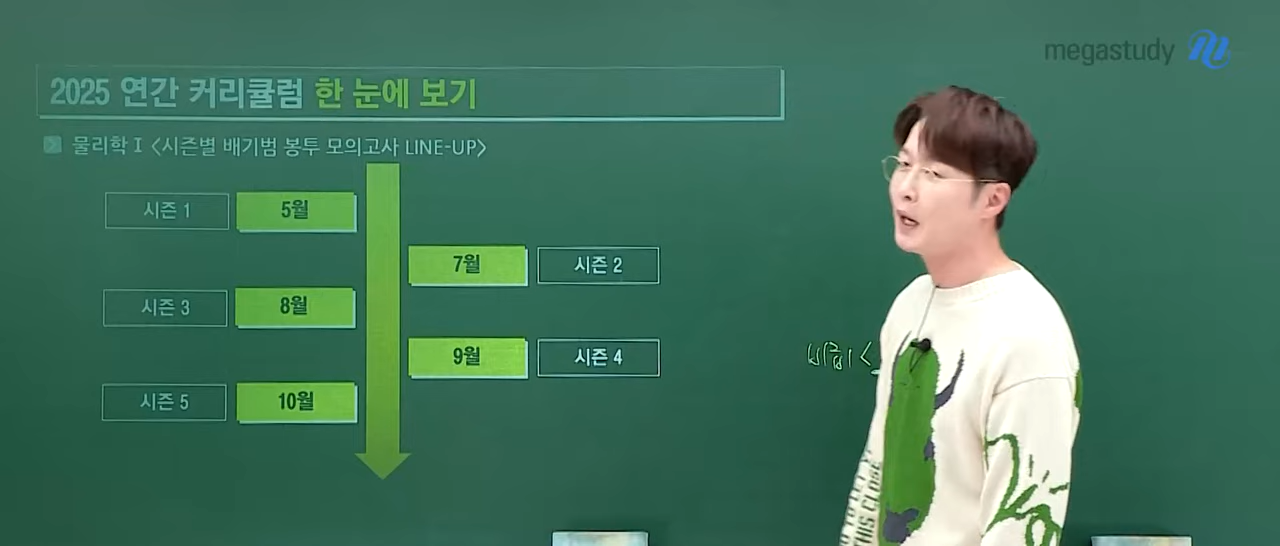 megastudy
2025 연간 커리큘럼 한 눈에 보기
물리학 I <시즌별 배기범 봉투 모의고사 LINE-UP>
시즌 1 5월
7월 시즌 2
시즌 3 8월
9월 시즌 4
시즌 5 10월
THIS CLOSE